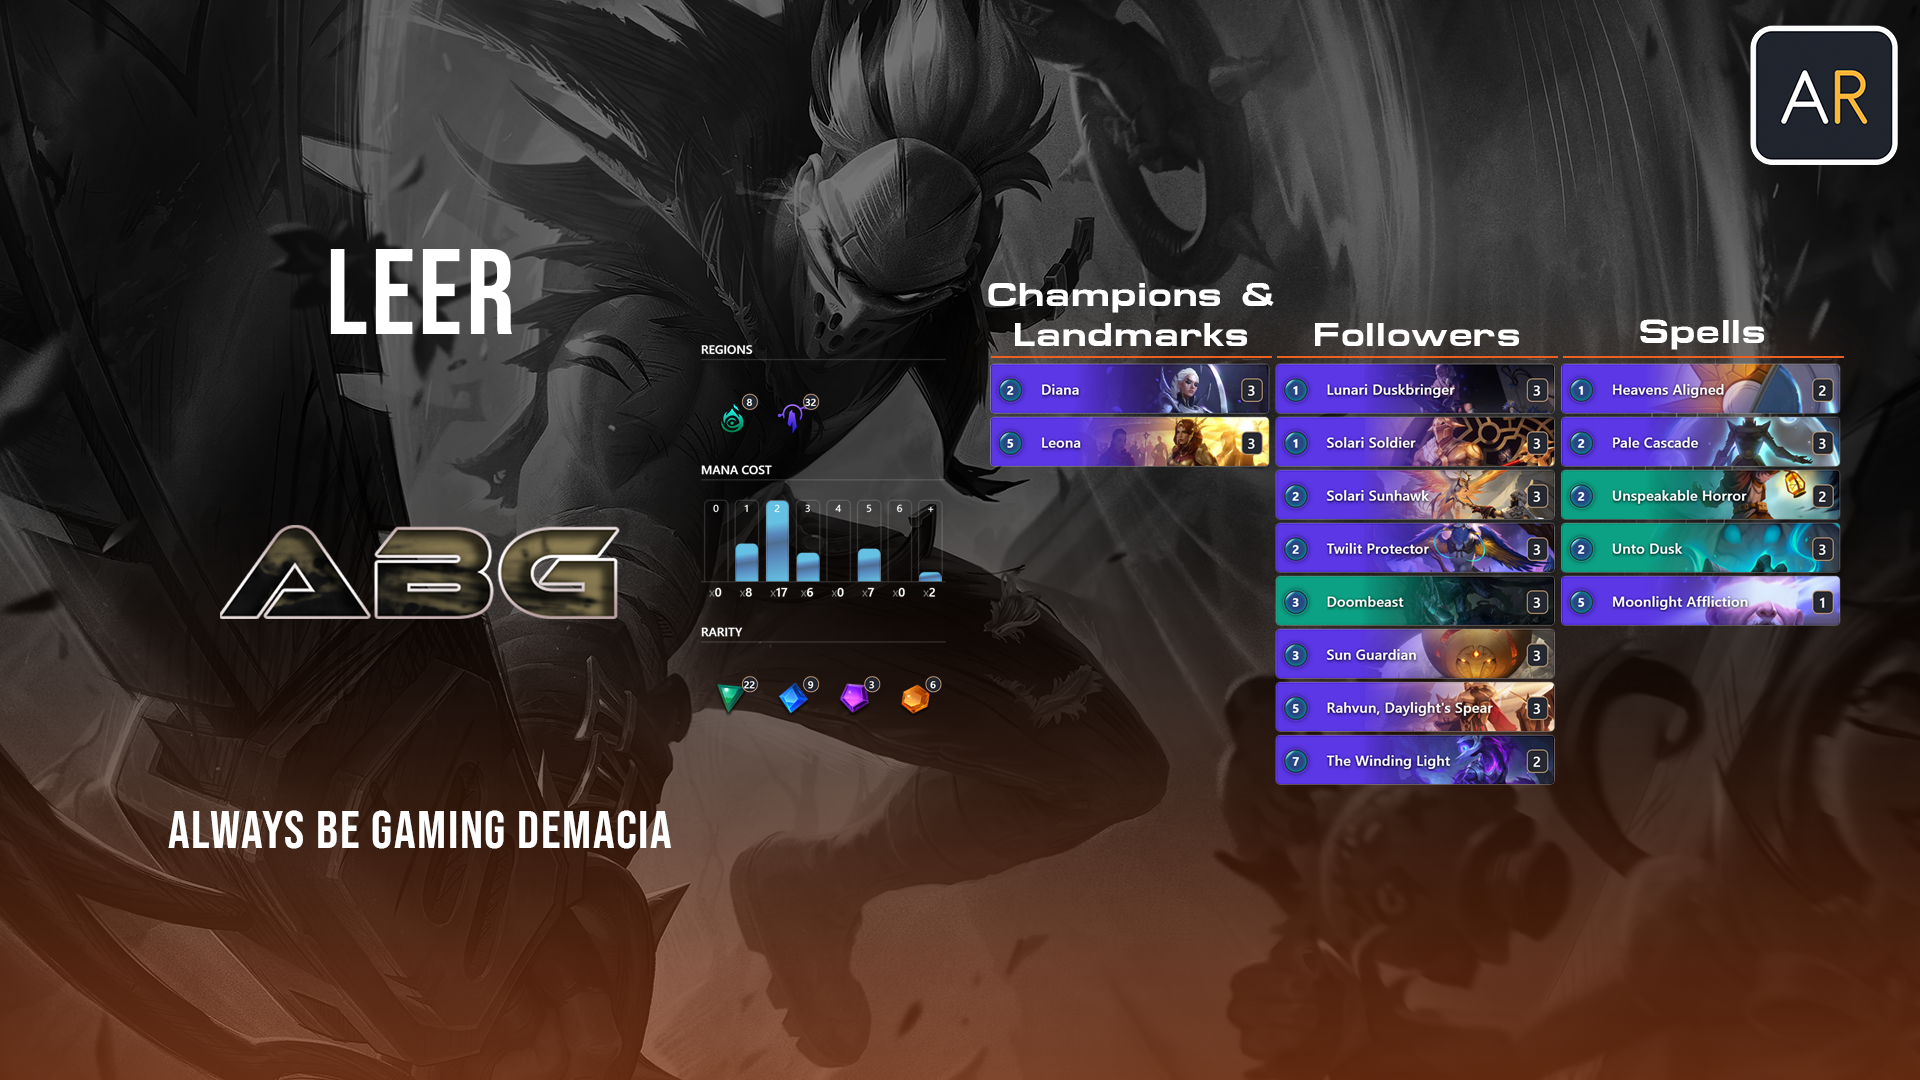 AR
LEER
ABG
ALWAYS BE GAMING DEMACIA
REGIONS
8 32
MANA COST
0 1 2 3 4 5 6 +
x0 x8 x17 x6 x0 x7 x0 x2
RARITY
22 9 3 6
Champions &
Landmarks
2 Diana 3
5 Leona 3
Followers
1 Lunari Duskbringer 3
1 Solari Soldier 3
2 Solari Sunhawk 3
2 Twilit Protector 3
3 Doombeast 3
3 Sun Guardian 3
5 Rahvun, Daylight's Spear 3
7 The Winding Light 2
Spells
1 Heavens Aligned 2
2 Pale Cascade 3
2 Unspeakable Horror 2
2 Unto Dusk 3
5 Moonlight Affliction 1